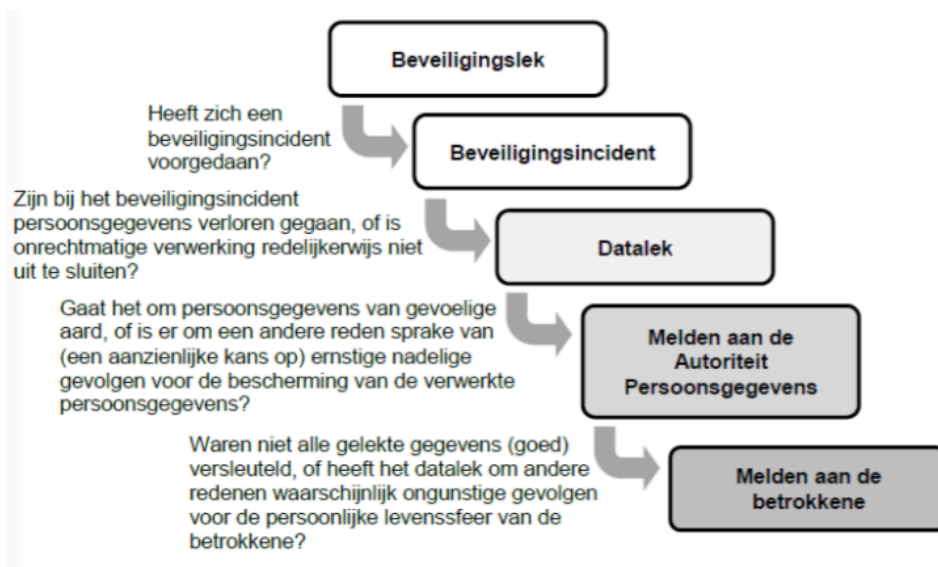 Beveiligingslek
Heeft zich een
beveiligingsincident
voorgedaan?
Beveiligingsincident
Zijn bij het beveiligingsincident
persoonsgegevens verloren gegaan, of is
onrechtmatige verwerking redelijkerwijs niet
uit te sluiten?
Datalek
Gaat het om persoonsgegevens van gevoelige
aard, of is er om een andere reden sprake van
(een aanzienlijke kans op) ernstige nadelige
gevolgen voor de bescherming van de verwerkte
persoonsgegevens?
Melden aan de
Autoriteit
Persoonsgegevens
Waren niet alle gelekte gegevens (goed)
versleuteld, of heeft het datalek om andere
redenen waarschijnlijk ongunstige gevolgen
voor de persoonlijke levenssfeer van de
betrokkene?
Melden aan de
betrokkene